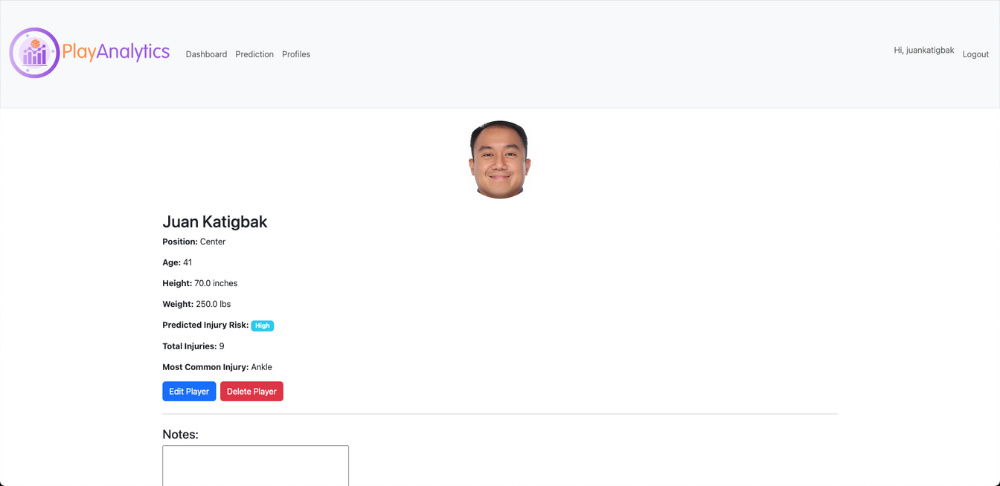 PlayAnalytics
Dashboard Prediction Profiles
Hi, juankatigbak Logout
Juan Katigbak
Position: Center
Age: 41
Height: 70.0 inches
Weight: 250.0 lbs
Predicted Injury Risk: High
Total Injuries: 9
Most Common Injury: Ankle
Edit Player Delete Player
Notes: